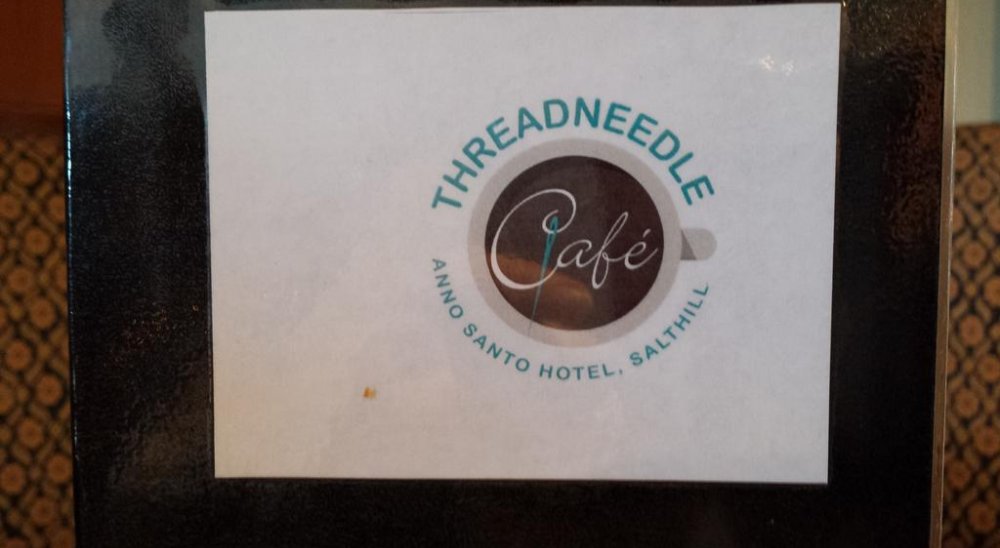 THREADNEEDLE
Café
ANNO SANTO HOTEL, SALTHILL